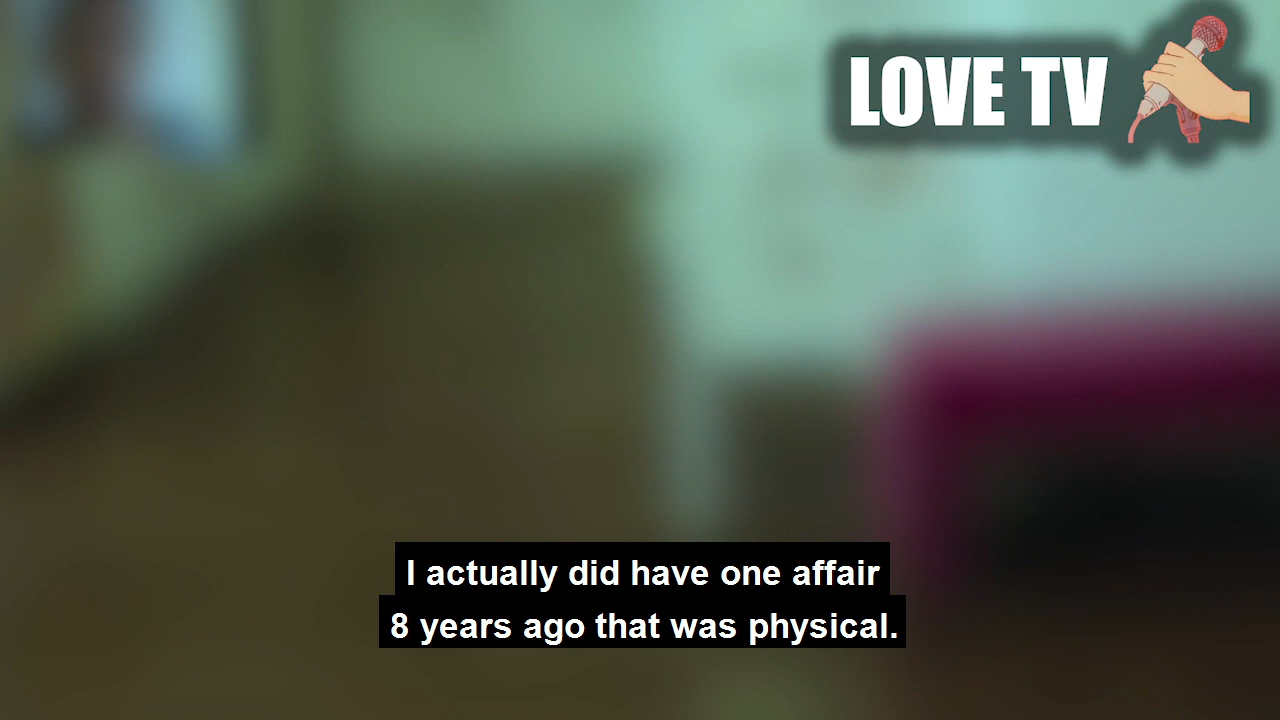 LOVE TV
I actually did have one affair
8 years ago that was physical.